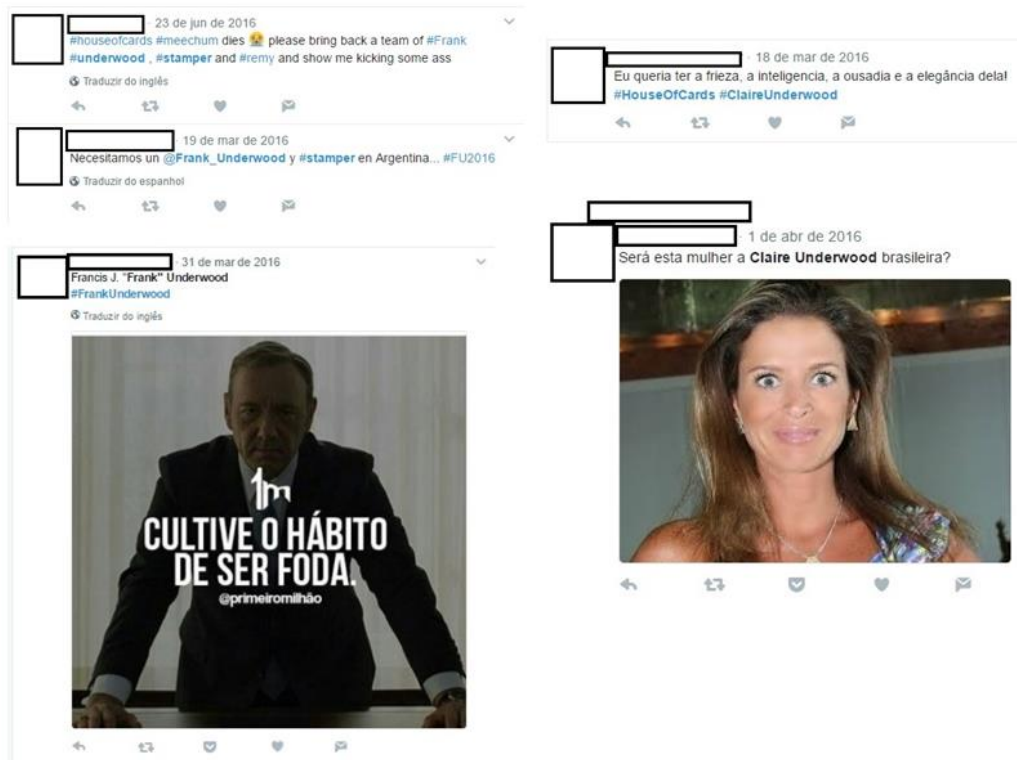 23 de jun de 2016
#houseofcards #meechum dies 😭 please bring back a team of #Frank
#underwood , #stamper and #remy and show me kicking some ass
Traduzir do inglês
19 de mar de 2016
Necesitamos un @Frank_Underwood y #stamper en Argentina... #FU2016
Traduzir do espanhol
31 de mar de 2016
Francis J. "Frank" Underwood
#FrankUnderwood
Traduzir do inglês
1m
CULTIVE O HÁBITO
DE SER FODA.
@primeiromilhão
18 de mar de 2016
Eu queria ter a frieza, a inteligencia, a ousadia e a elegância dela!
#HouseOfCards #ClaireUnderwood
1 de abr de 2016
Será esta mulher a Claire Underwood brasileira?